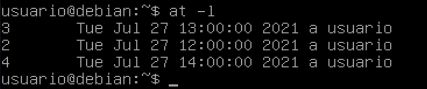 usuario@debian:~$ at -l
3       Tue Jul 27 13:00:00 2021 a usuario
2       Tue Jul 27 12:00:00 2021 a usuario
4       Tue Jul 27 14:00:00 2021 a usuario
usuario@debian:~$ _